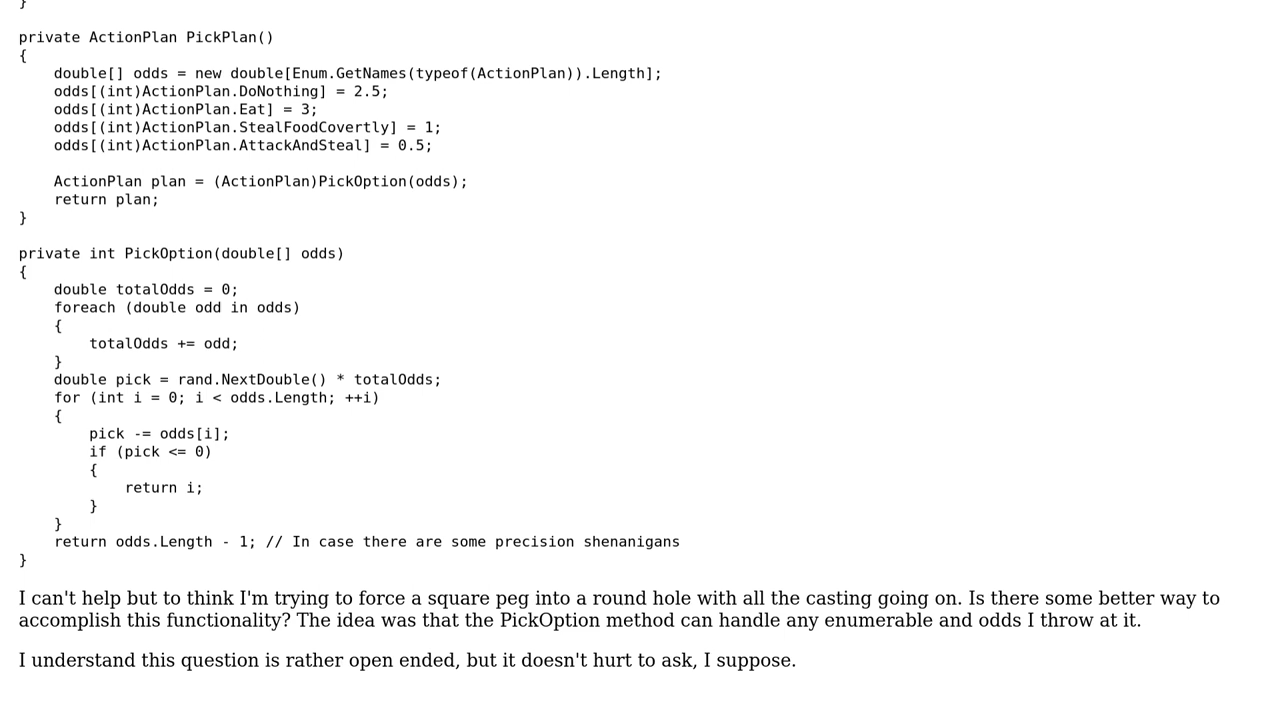 }
private ActionPlan PickPlan()
{
    double[] odds = new double[Enum.GetNames(typeof(ActionPlan)).Length];
    odds[(int)ActionPlan.DoNothing] = 2.5;
    odds[(int)ActionPlan.Eat] = 3;
    odds[(int)ActionPlan.StealFoodCovertly] = 1;
    odds[(int)ActionPlan.AttackAndSteal] = 0.5;

    ActionPlan plan = (ActionPlan)PickOption(odds);
    return plan;
}

private int PickOption(double[] odds)
{
    double totalOdds = 0;
    foreach (double odd in odds)
    {
        totalOdds += odd;
    }
    double pick = rand.NextDouble() * totalOdds;
    for (int i = 0; i < odds.Length; ++i)
    {
        pick -= odds[i];
        if (pick <= 0)
        {
            return i;
        }
    }
    return odds.Length - 1; // In case there are some precision shenanigans
}
I can't help but to think I'm trying to force a square peg into a round hole with all the casting going on. Is there some better way to
accomplish this functionality? The idea was that the PickOption method can handle any enumerable and odds I throw at it.
I understand this question is rather open ended, but it doesn't hurt to ask, I suppose.